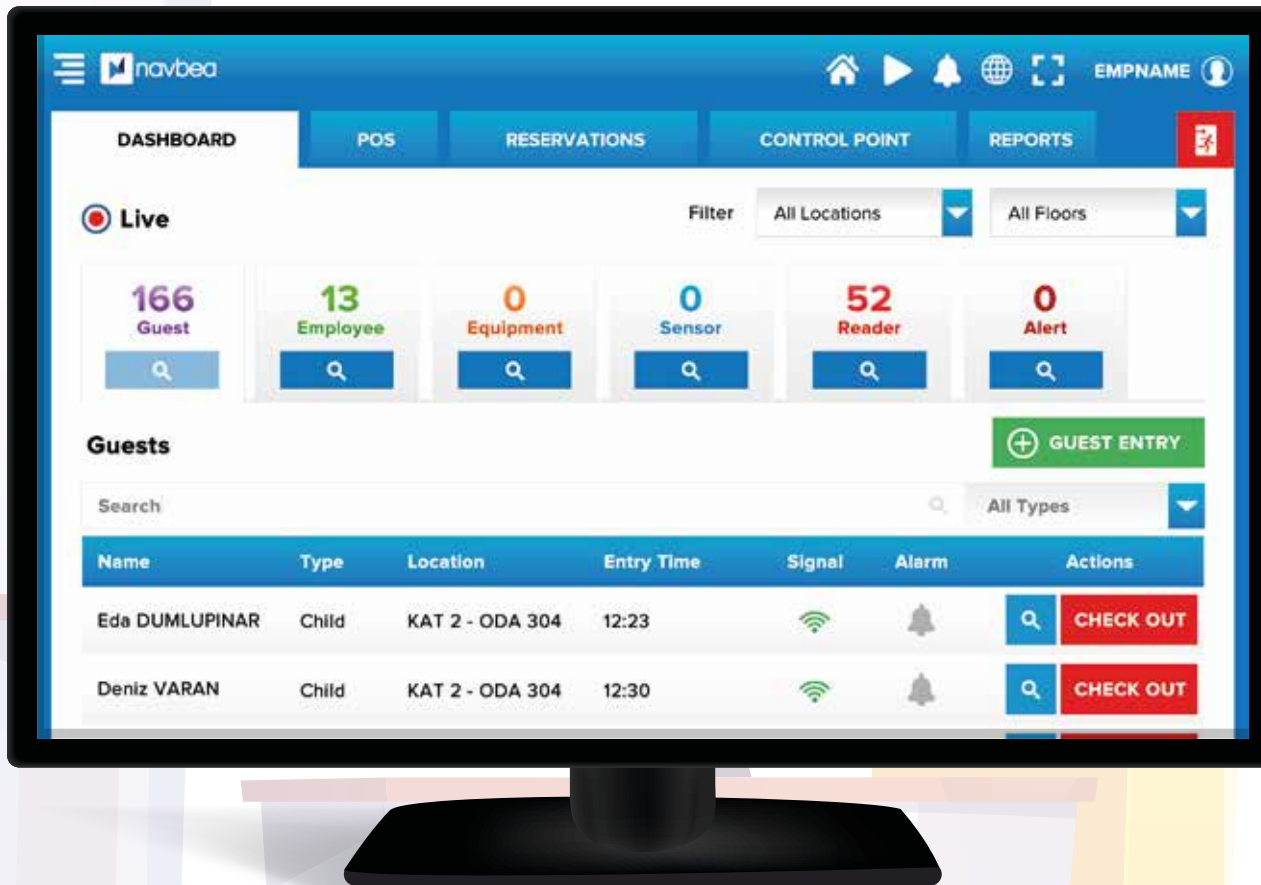 navbea
EMPNAME
DASHBOARD POS RESERVATIONS CONTROL POINT REPORTS
Live Filter All Locations All Floors
166 13 0 0 52 0
Guest Employee Equipment Sensor Reader Alert
Guests GUEST ENTRY
Search All Types
Name Type Location Entry Time Signal Alarm Actions
Eda DUMLUPINAR Child KAT 2 - ODA 304 12:23 CHECK OUT
Deniz VARAN Child KAT 2 - ODA 304 12:30 CHECK OUT